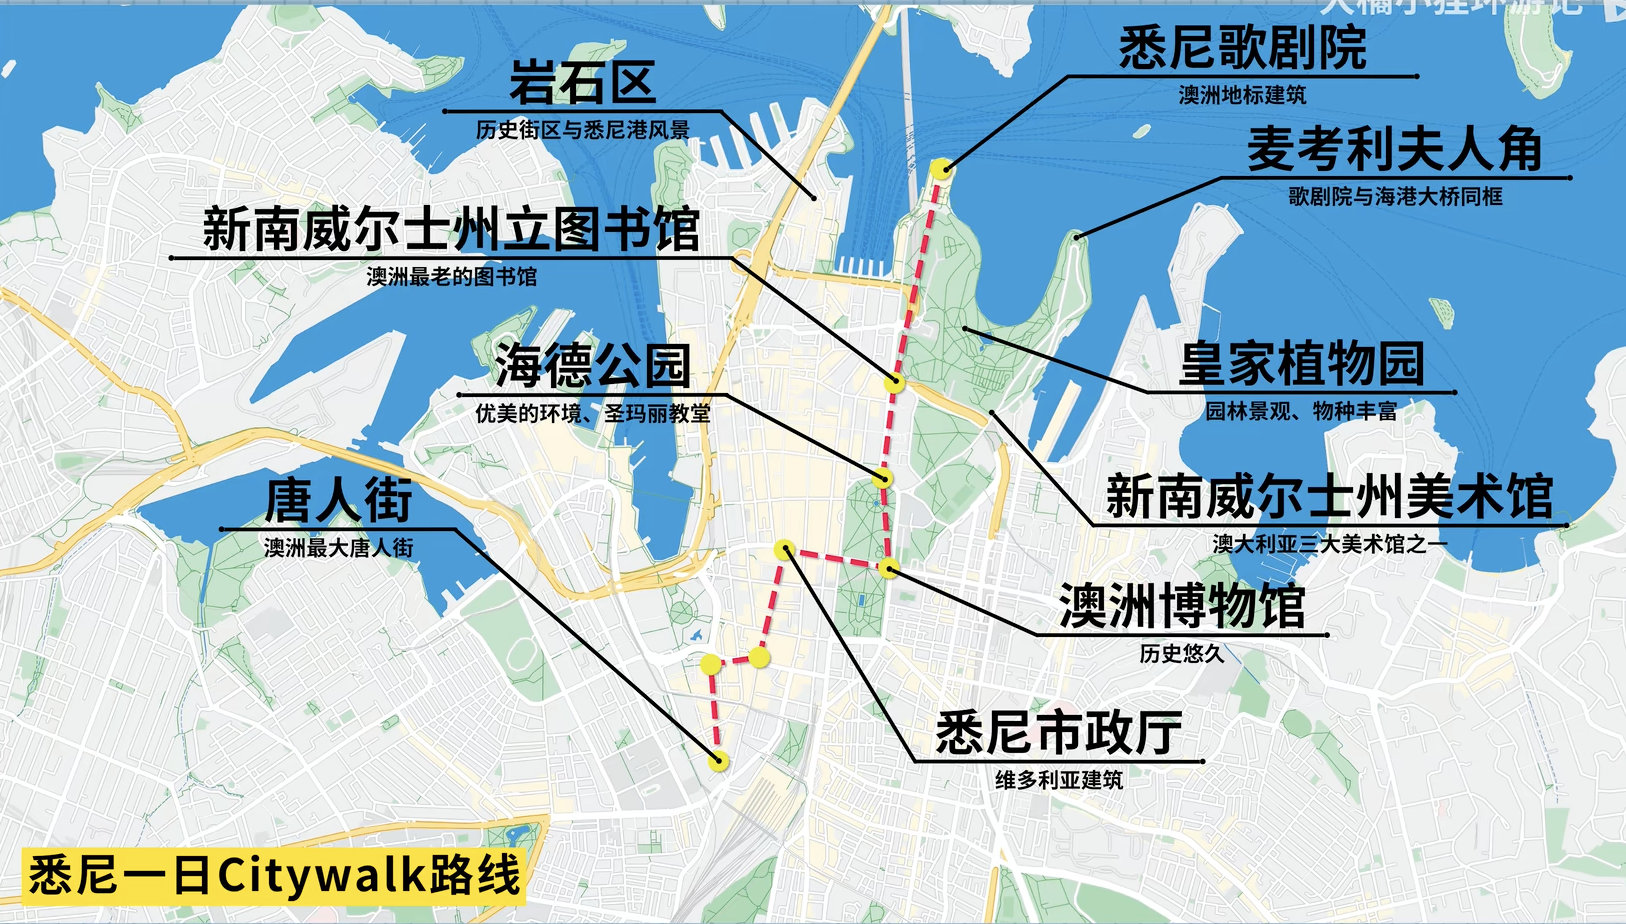 大橘小狸环游记
悉尼歌剧院
澳洲地标建筑
岩石区
历史街区与悉尼港风景
麦考利夫人角
歌剧院与海港大桥同框
新南威尔士州立图书馆
澳洲最老的图书馆
海德公园
优美的环境、圣玛丽教堂
皇家植物园
园林景观、物种丰富
唐人街
澳洲最大唐人街
新南威尔士州美术馆
澳大利亚三大美术馆之一
澳洲博物馆
历史悠久
悉尼市政厅
维多利亚建筑
悉尼一日Citywalk路线